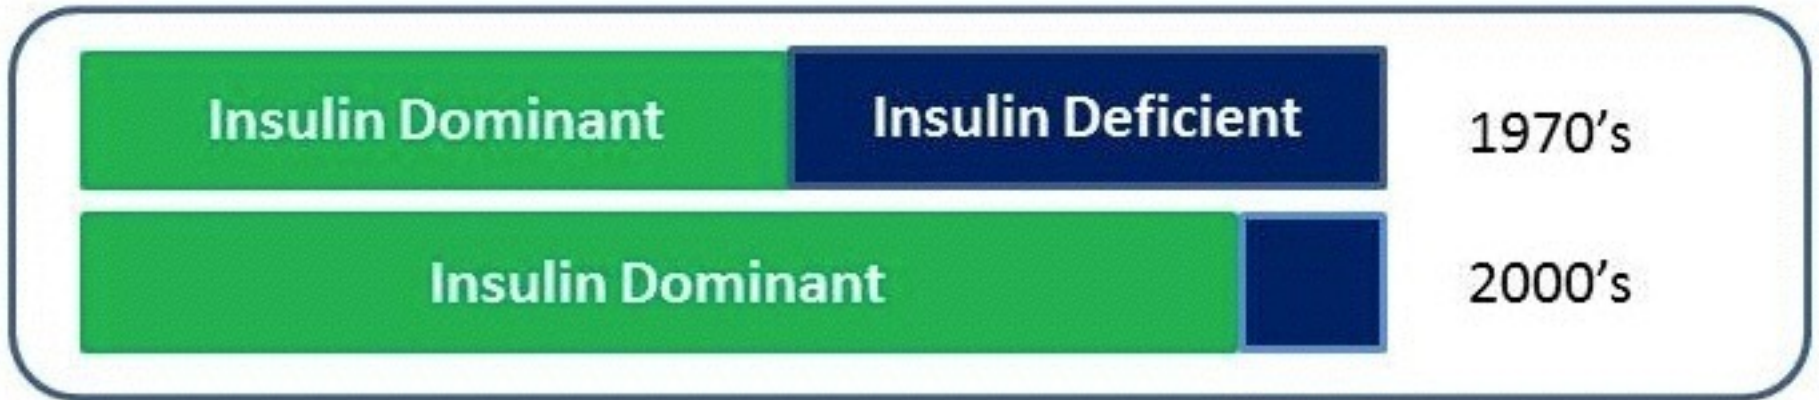 Insulin Dominant Insulin Deficient 1970’s
Insulin Dominant 2000’s